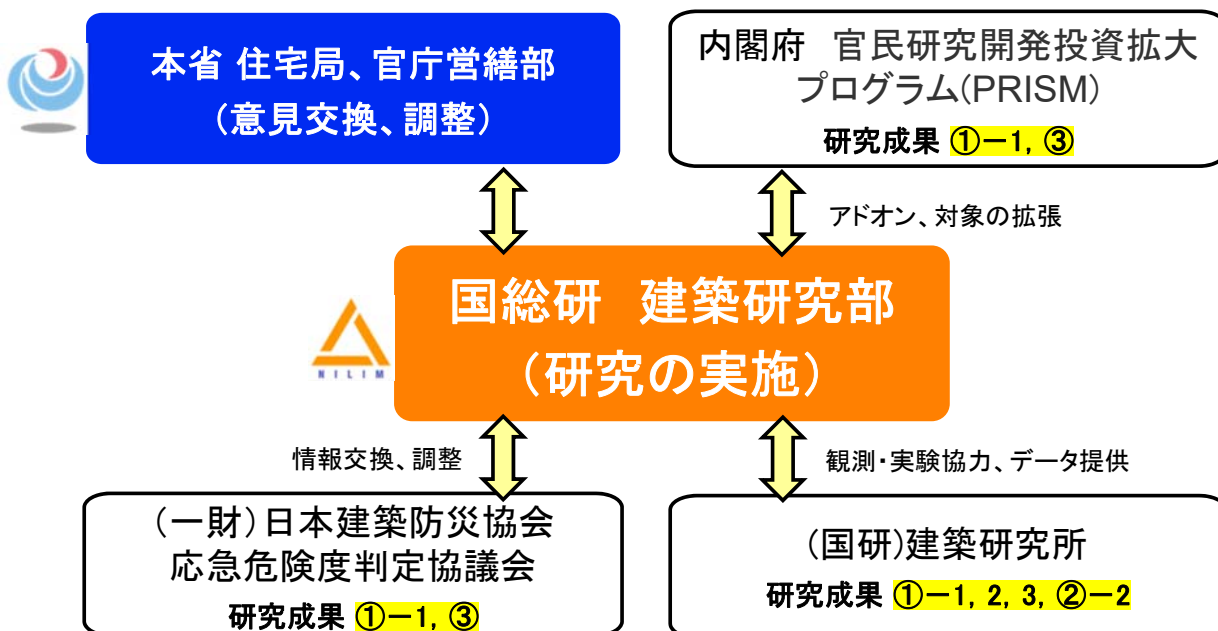 本省 住宅局、官庁営繕部
（意見交換、調整）
内閣府　官民研究開発投資拡大
プログラム(PRISM)
研究成果 ①－1, ③
アドオン、対象の拡張
国総研　建築研究部
（研究の実施）
NILIM
情報交換、調整
観測・実験協力、データ提供
（一財）日本建築防災協会
応急危険度判定協議会
研究成果 ①－1, ③
(国研)建築研究所
研究成果 ①－1, 2, 3, ②－2